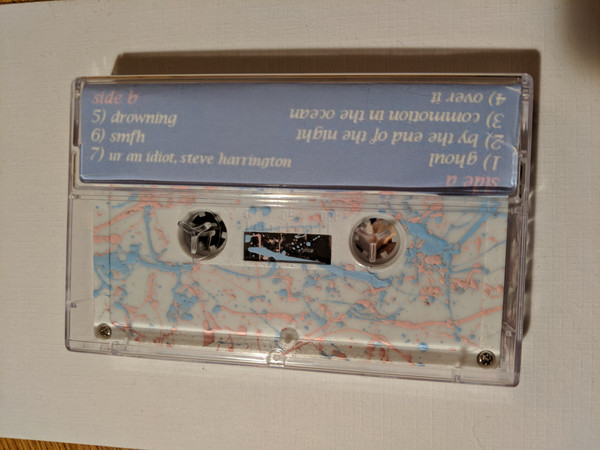 side b
5) drowning
6) smfh
7) ur an idiot, steve harrington
side a
1) ghoul
2) by the end of the night
3) commotion in the ocean
4) over it